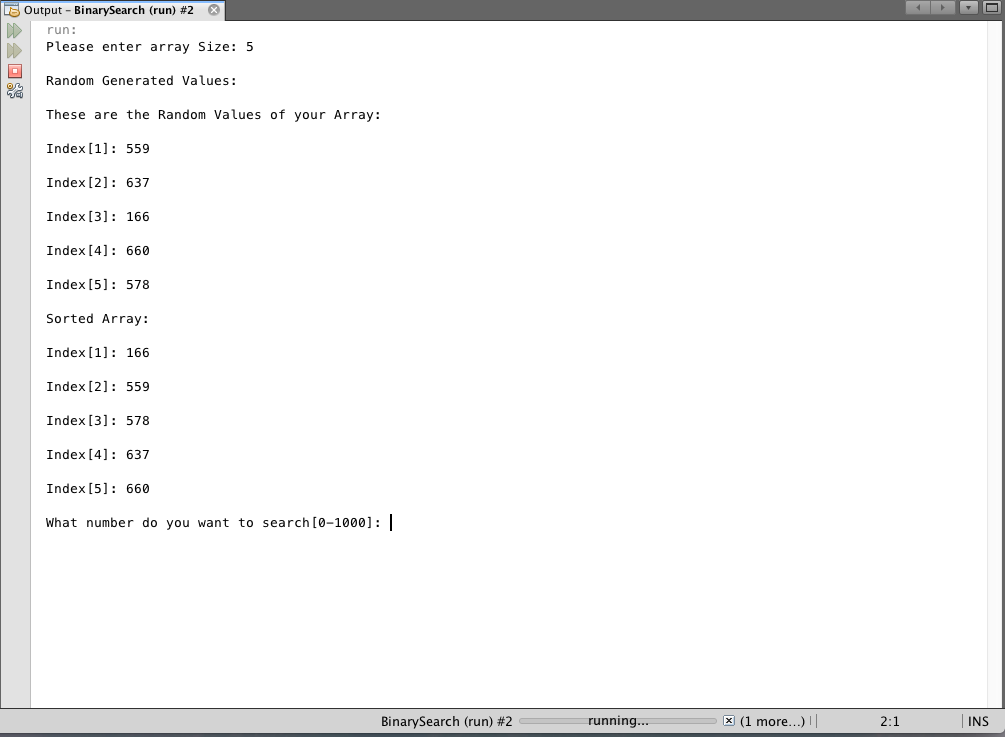 Output – BinarySearch (run) #2
run:
Please enter array Size: 5
Random Generated Values:
These are the Random Values of your Array:
Index[1]: 559
Index[2]: 637
Index[3]: 166
Index[4]: 660
Index[5]: 578
Sorted Array:
Index[1]: 166
Index[2]: 559
Index[3]: 578
Index[4]: 637
Index[5]: 660
What number do you want to search[0-1000]:
BinarySearch (run) #2 running... (1 more...) 2:1 INS